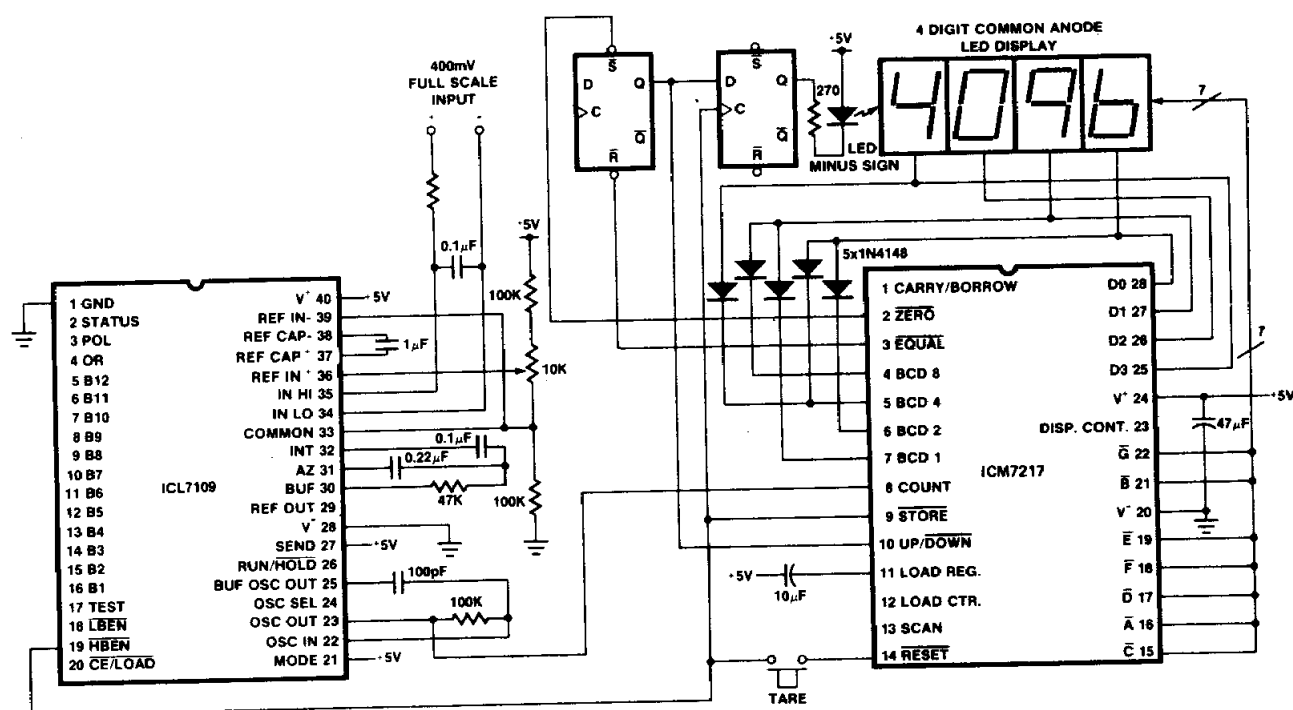 4 DIGIT COMMON ANODE
LED DISPLAY
4096
+5V
400mV
FULL SCALE
INPUT
S
D
Q
C
Q
R
S
D
Q
C
Q
R
270
LED
MINUS SIGN
7
0.1µF
+5V
100K
10K
5x1N4148
7
1 GND
2 STATUS
3 POL
4 OR
5 B12
6 B11
7 B10
8 B9
9 B8
10 B7
11 B6
12 B5
13 B4
14 B3
15 B2
16 B1
17 TEST
18 LBEN
19 HBEN
20 CE/LOAD
ICL7109
V+ 40
+5V
REF IN- 39
REF CAP- 38
1µF
REF CAP+ 37
REF IN+ 36
IN HI 35
IN LO 34
COMMON 33
0.1µF
INT 32
0.22µF
AZ 31
BUF 30
47K
100K
REF OUT 29
V- 28
SEND 27
+5V
RUN/HOLD 26
100pF
BUF OSC OUT 25
OSC SEL 24
100K
OSC OUT 23
OSC IN 22
MODE 21
+5V
1 CARRY/BORROW
2 ZERO
3 EQUAL
4 BCD 8
5 BCD 4
6 BCD 2
7 BCD 1
8 COUNT
9 STORE
10 UP/DOWN
+5V
10µF
11 LOAD REG.
12 LOAD CTR.
13 SCAN
14 RESET
TARE
ICM7217
D0 28
D1 27
D2 26
D3 25
V+ 24
+5V
DISP. CONT. 23
47µF
G 22
B 21
V- 20
E 19
F 18
D 17
A 16
C 15